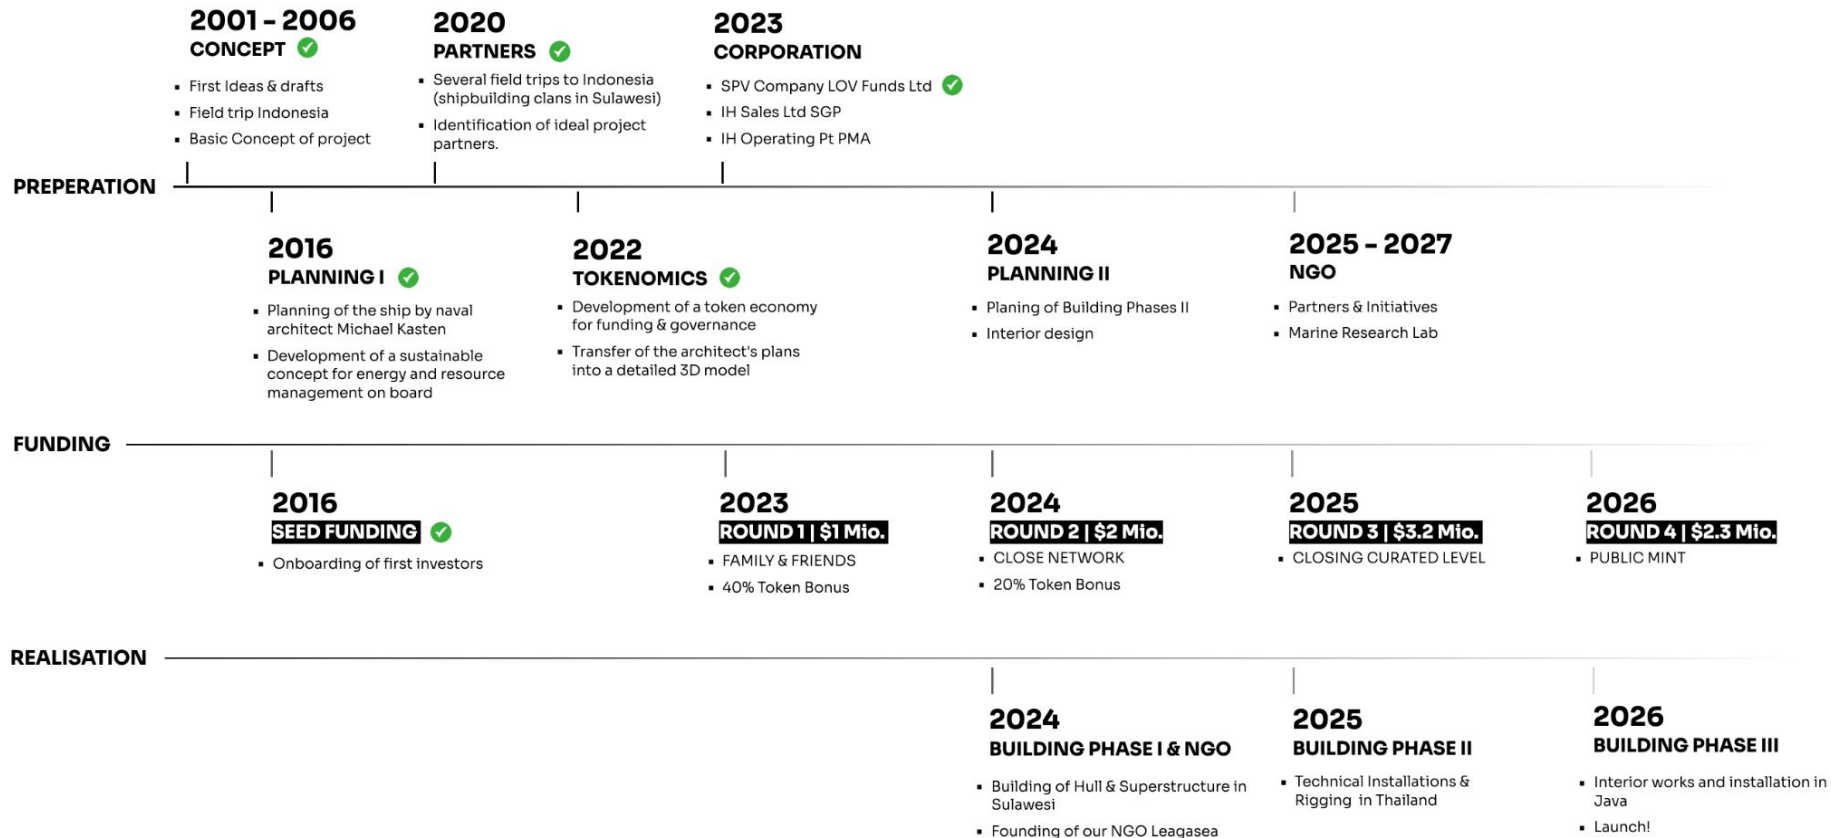 2001 – 2006
CONCEPT
▪ First Ideas & drafts
▪ Field trip Indonesia
▪ Basic Concept of project
2020
PARTNERS
▪ Several field trips to Indonesia
(shipbuilding clans in Sulawesi)
▪ Identification of ideal project
partners.
2023
CORPORATION
▪ SPV Company LOV Funds Ltd
▪ IH Sales Ltd SGP
▪ IH Operating Pt PMA
PREPERATION
2016
PLANNING I
▪ Planning of the ship by naval
architect Michael Kasten
▪ Development of a sustainable
concept for energy and resource
management on board
2022
TOKENOMICS
▪ Development of a token economy
for funding & governance
▪ Transfer of the architect's plans
into a detailed 3D model
2024
PLANNING II
▪ Planing of Building Phases II
▪ Interior design
2025 – 2027
NGO
▪ Partners & Initiatives
▪ Marine Research Lab
FUNDING
2016
SEED FUNDING
▪ Onboarding of first investors
2023
ROUND 1 | $1 Mio.
▪ FAMILY & FRIENDS
▪ 40% Token Bonus
2024
ROUND 2 | $2 Mio.
▪ CLOSE NETWORK
▪ 20% Token Bonus
2025
ROUND 3 | $3.2 Mio.
▪ CLOSING CURATED LEVEL
2026
ROUND 4 | $2.3 Mio.
▪ PUBLIC MINT
REALISATION
2024
BUILDING PHASE I & NGO
▪ Building of Hull & Superstructure in
Sulawesi
▪ Founding of our NGO Leagasea
2025
BUILDING PHASE II
▪ Technical Installations &
Rigging in Thailand
2026
BUILDING PHASE III
▪ Interior works and installation in
Java
▪ Launch!